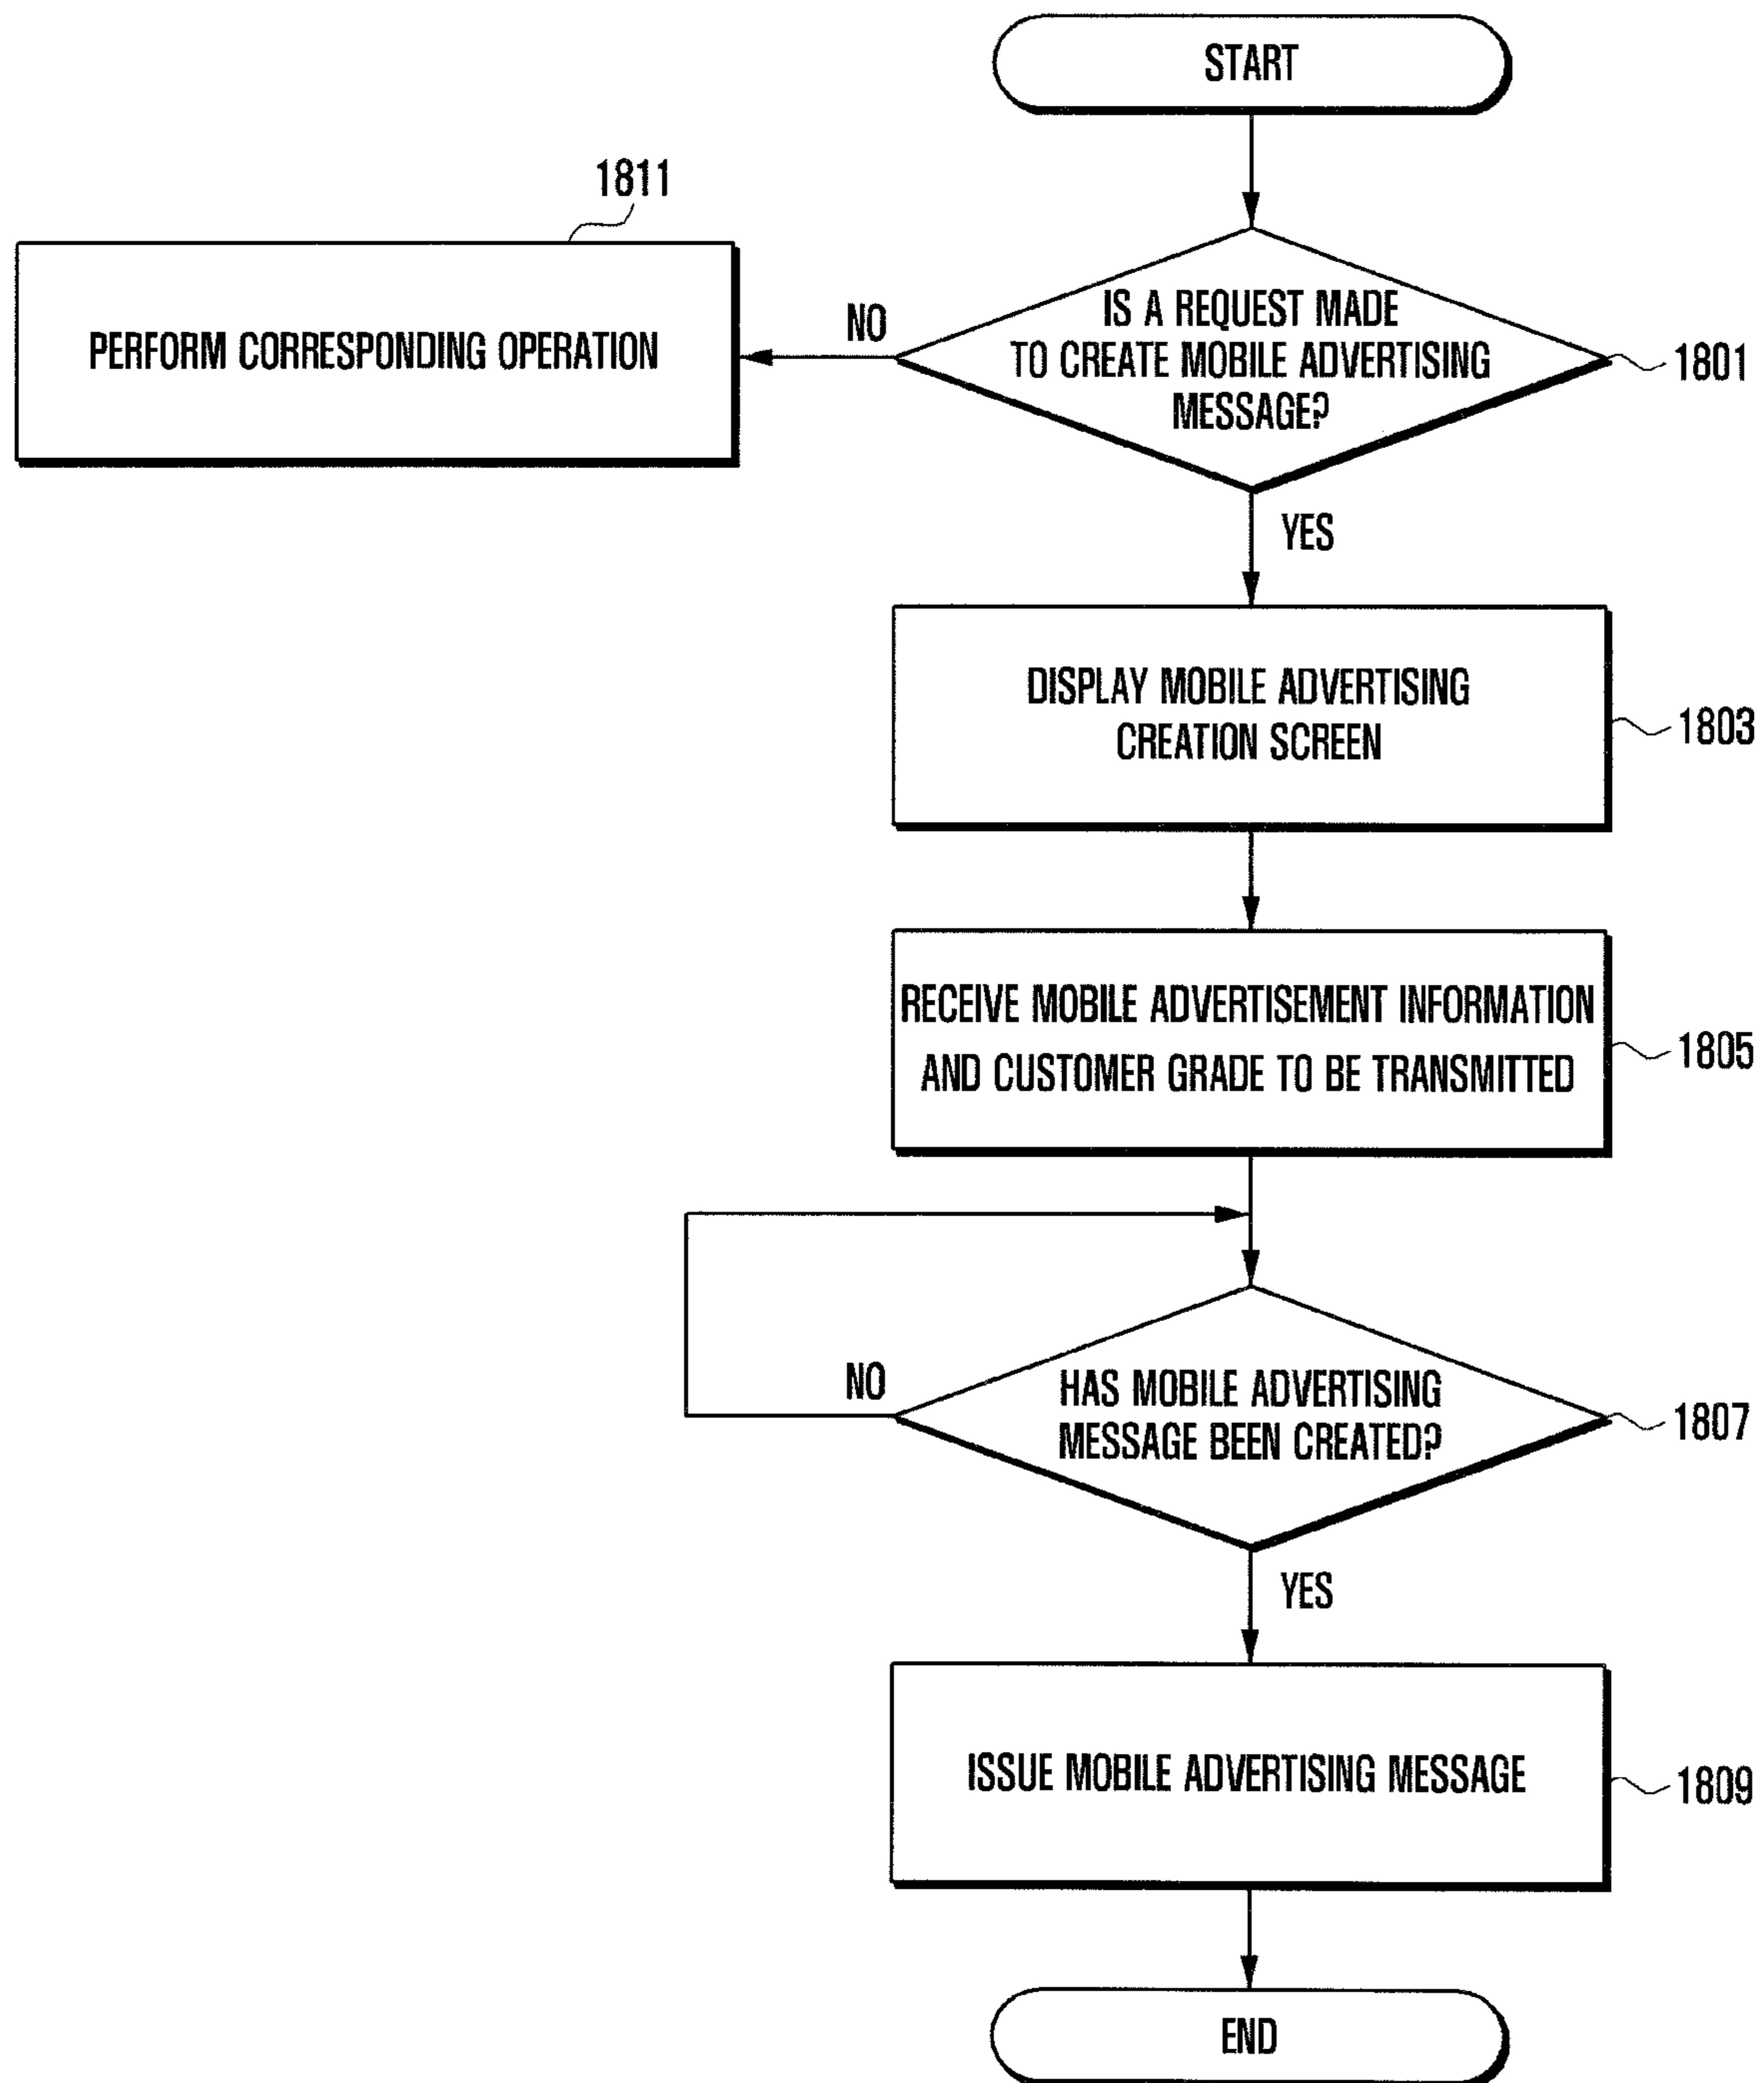 START
1811
PERFORM CORRESPONDING OPERATION
NO
IS A REQUEST MADE
TO CREATE MOBILE ADVERTISING
MESSAGE?
1801
YES
DISPLAY MOBILE ADVERTISING
CREATION SCREEN
1803
RECEIVE MOBILE ADVERTISEMENT INFORMATION
AND CUSTOMER GRADE TO BE TRANSMITTED
1805
NO
HAS MOBILE ADVERTISING
MESSAGE BEEN CREATED?
1807
YES
ISSUE MOBILE ADVERTISING MESSAGE
1809
END